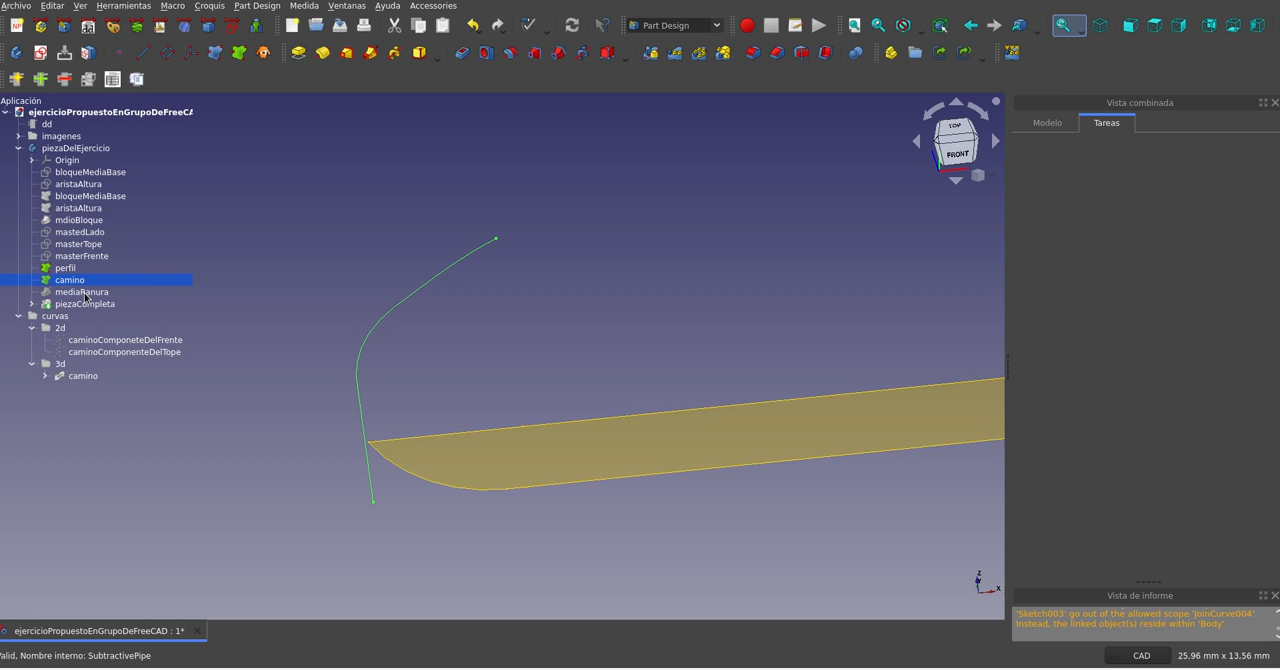 Archivo Editar Ver Herramientas Macro Croquis Part Design Medida Ventanas Ayuda Accessories
Part Design
Aplicación
ejercicioPropuestoEnGrupoDeFreeCA
dd
imagenes
piezaDelEjercicio
Origin
bloqueMediaBase
aristaAltura
bloqueMediaBase
aristaAltura
mdioBloque
mastedLado
masterTope
masterFrente
perfil
camino
mediaRanura
piezaCompleta
curvas
2d
caminoComponeteDelFrente
caminoComponenteDelTope
3d
camino
TOP
FRONT
Z
X
Vista combinada
Modelo Tareas
Vista de informe
'Sketch003' go out of the allowed scope 'JoinCurve004'.
Instead, the linked object(s) reside within 'Body'.
ejercicioPropuestoEnGrupoDeFreeCAD : 1*
alid, Nombre interno: SubtractivePipe
CAD
25,96 mm x 13,56 mm